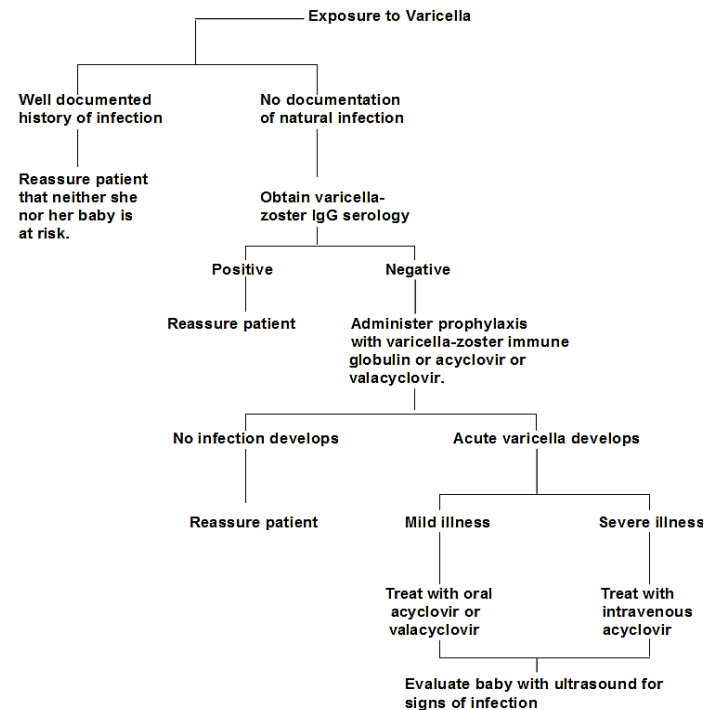 Exposure to Varicella
Well documented
history of infection
No documentation
of natural infection
Reassure patient
that neither she
nor her baby is
at risk.
Obtain varicella-
zoster IgG serology
Positive
Negative
Reassure patient
Administer prophylaxis
with varicella-zoster immune
globulin or acyclovir or
valacyclovir.
No infection develops
Acute varicella develops
Reassure patient
Mild illness
Severe illness
Treat with oral
acyclovir or
valacyclovir
Treat with
intravenous
acyclovir
Evaluate baby with ultrasound for
signs of infection